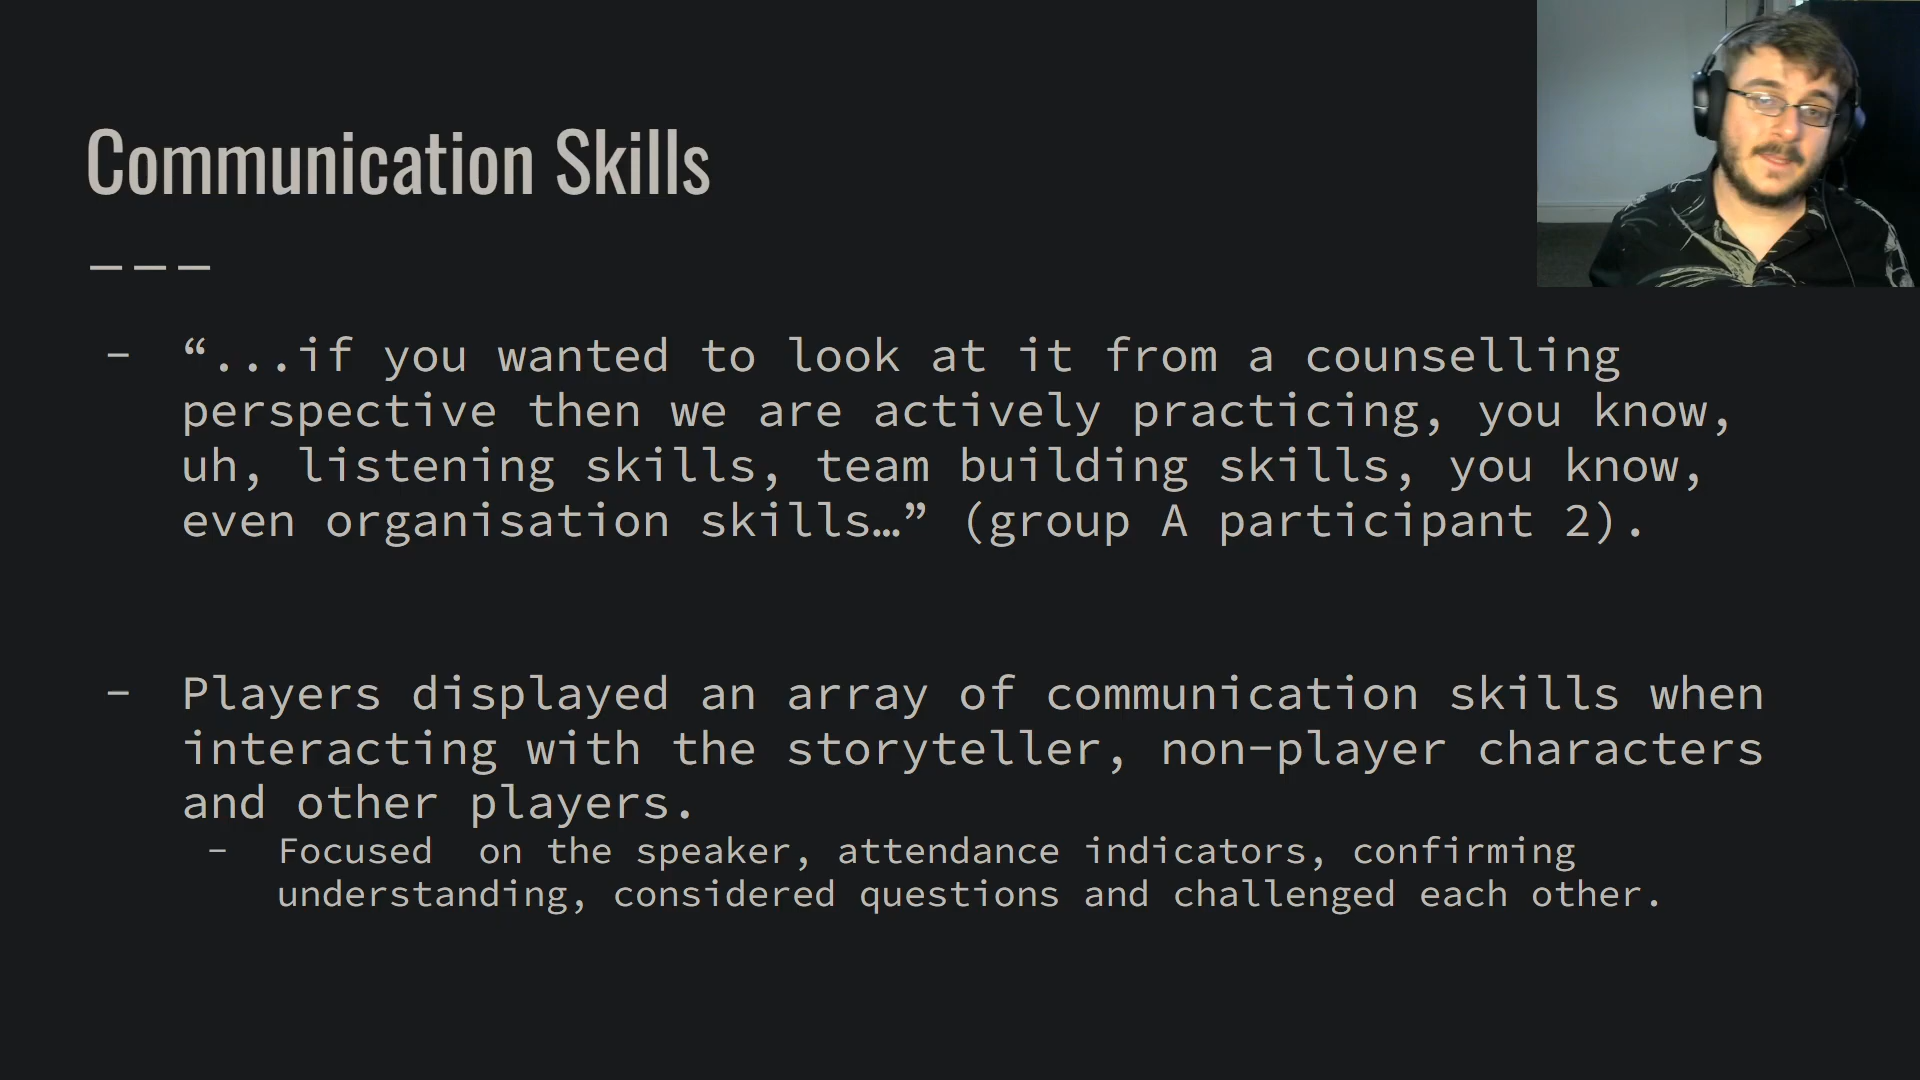 Communication Skills
- “...if you wanted to look at it from a counselling
perspective then we are actively practicing, you know,
uh, listening skills, team building skills, you know,
even organisation skills…” (group A participant 2).
- Players displayed an array of communication skills when
interacting with the storyteller, non-player characters
and other players.
- Focused  on the speaker, attendance indicators, confirming
understanding, considered questions and challenged each other.